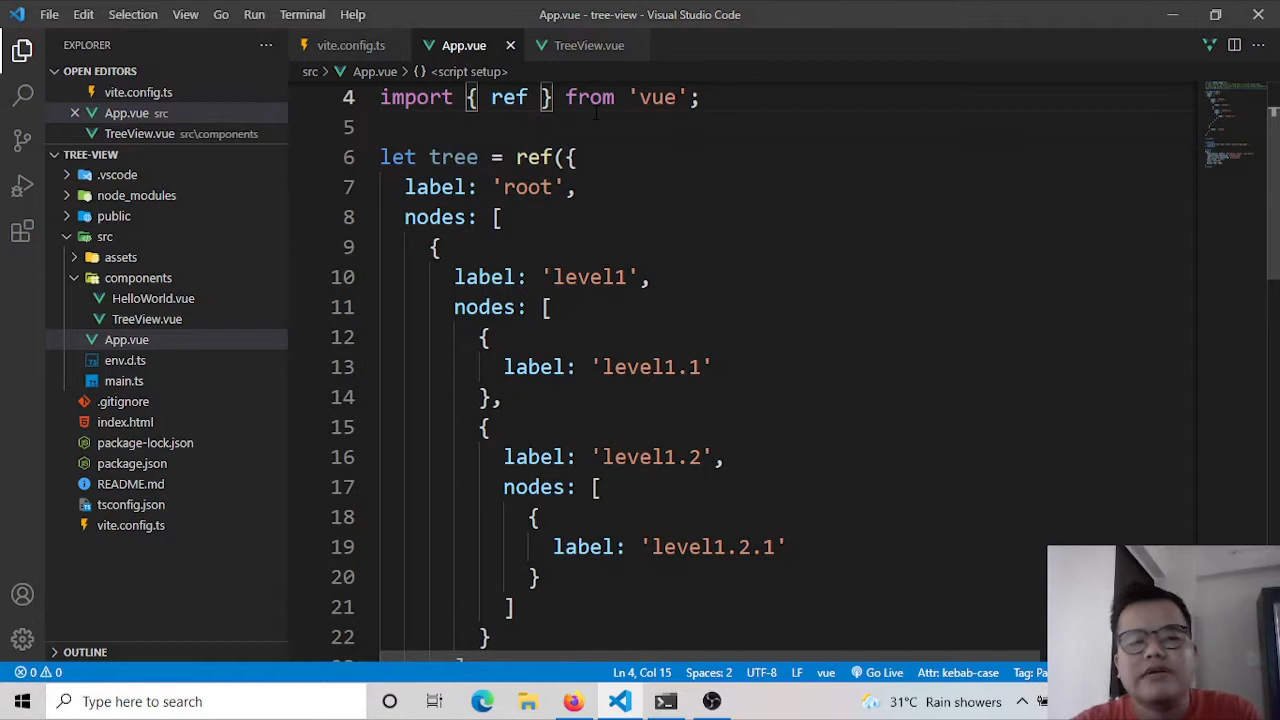 File Edit Selection View Go Run Terminal Help
App.vue - tree-view - Visual Studio Code
EXPLORER
OPEN EDITORS
vite.config.ts
App.vue src
TreeView.vue src\components
TREE-VIEW
.vscode
node_modules
public
src
assets
components
HelloWorld.vue
TreeView.vue
App.vue
env.d.ts
main.ts
.gitignore
index.html
package-lock.json
package.json
README.md
tsconfig.json
vite.config.ts
OUTLINE
vite.config.ts App.vue TreeView.vue
src > App.vue > {} <script setup>
4 import { ref } from 'vue';
5
6 let tree = ref({
7 label: 'root',
8 nodes: [
9 {
10 label: 'level1',
11 nodes: [
12 {
13 label: 'level1.1'
14 },
15 {
16 label: 'level1.2',
17 nodes: [
18 {
19 label: 'level1.2.1'
20 }
21 ]
22 }
0 0
Ln 4, Col 15 Spaces: 2 UTF-8 LF vue Go Live Attr: kebab-case Tag:
Type here to search
31°C Rain showers